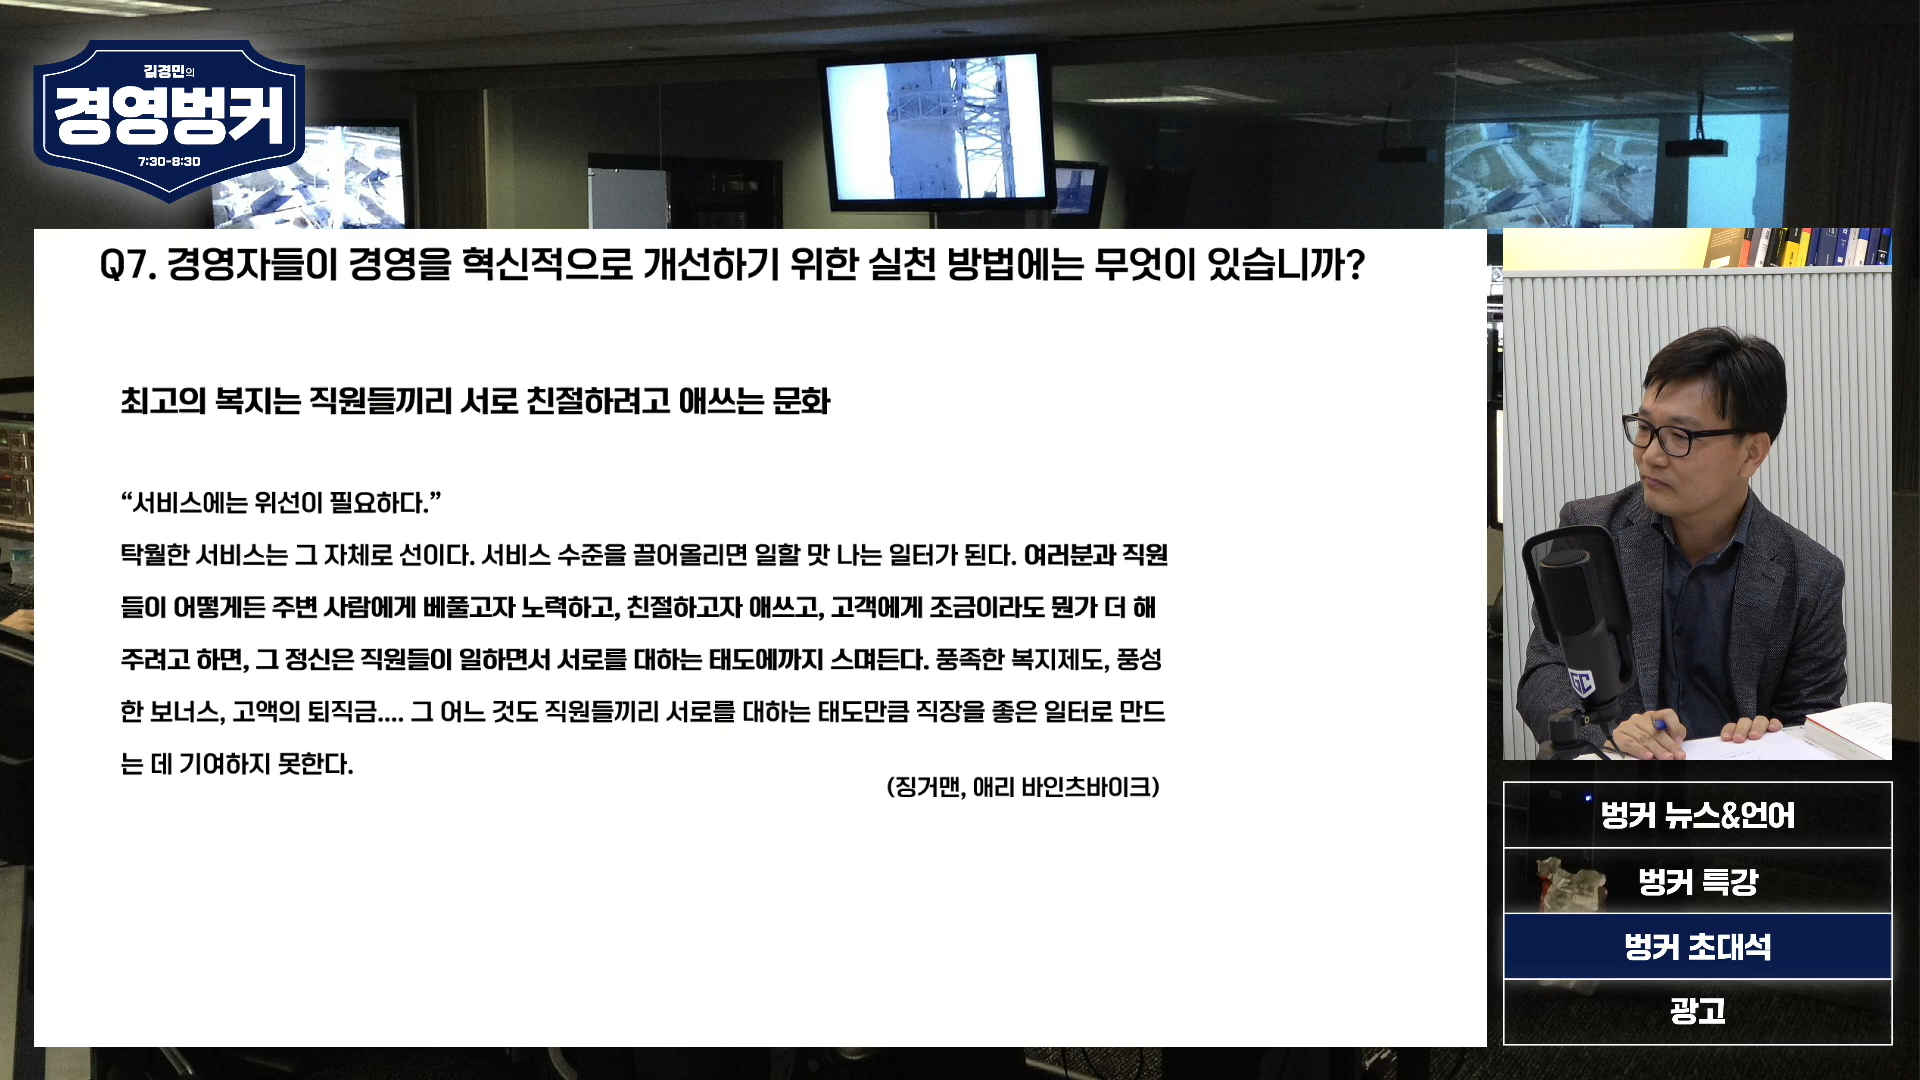 김경민의
경영벙커
7:30-8:30
Q7. 경영자들이 경영을 혁신적으로 개선하기 위한 실천 방법에는 무엇이 있습니까?
최고의 복지는 직원들끼리 서로 친절하려고 애쓰는 문화
“서비스에는 위선이 필요하다.”
탁월한 서비스는 그 자체로 선이다. 서비스 수준을 끌어올리면 일할 맛 나는 일터가 된다. 여러분과 직원
들이 어떻게든 주변 사람에게 베풀고자 노력하고, 친절하고자 애쓰고, 고객에게 조금이라도 뭔가 더 해
주려고 하면, 그 정신은 직원들이 일하면서 서로를 대하는 태도에까지 스며든다. 풍족한 복지제도, 풍성
한 보너스, 고액의 퇴직금.... 그 어느 것도 직원들끼리 서로를 대하는 태도만큼 직장을 좋은 일터로 만드
는 데 기여하지 못한다.
(징거맨, 애리 바인츠바이크)
GC
벙커 뉴스&언어
벙커 특강
벙커 초대석
광고